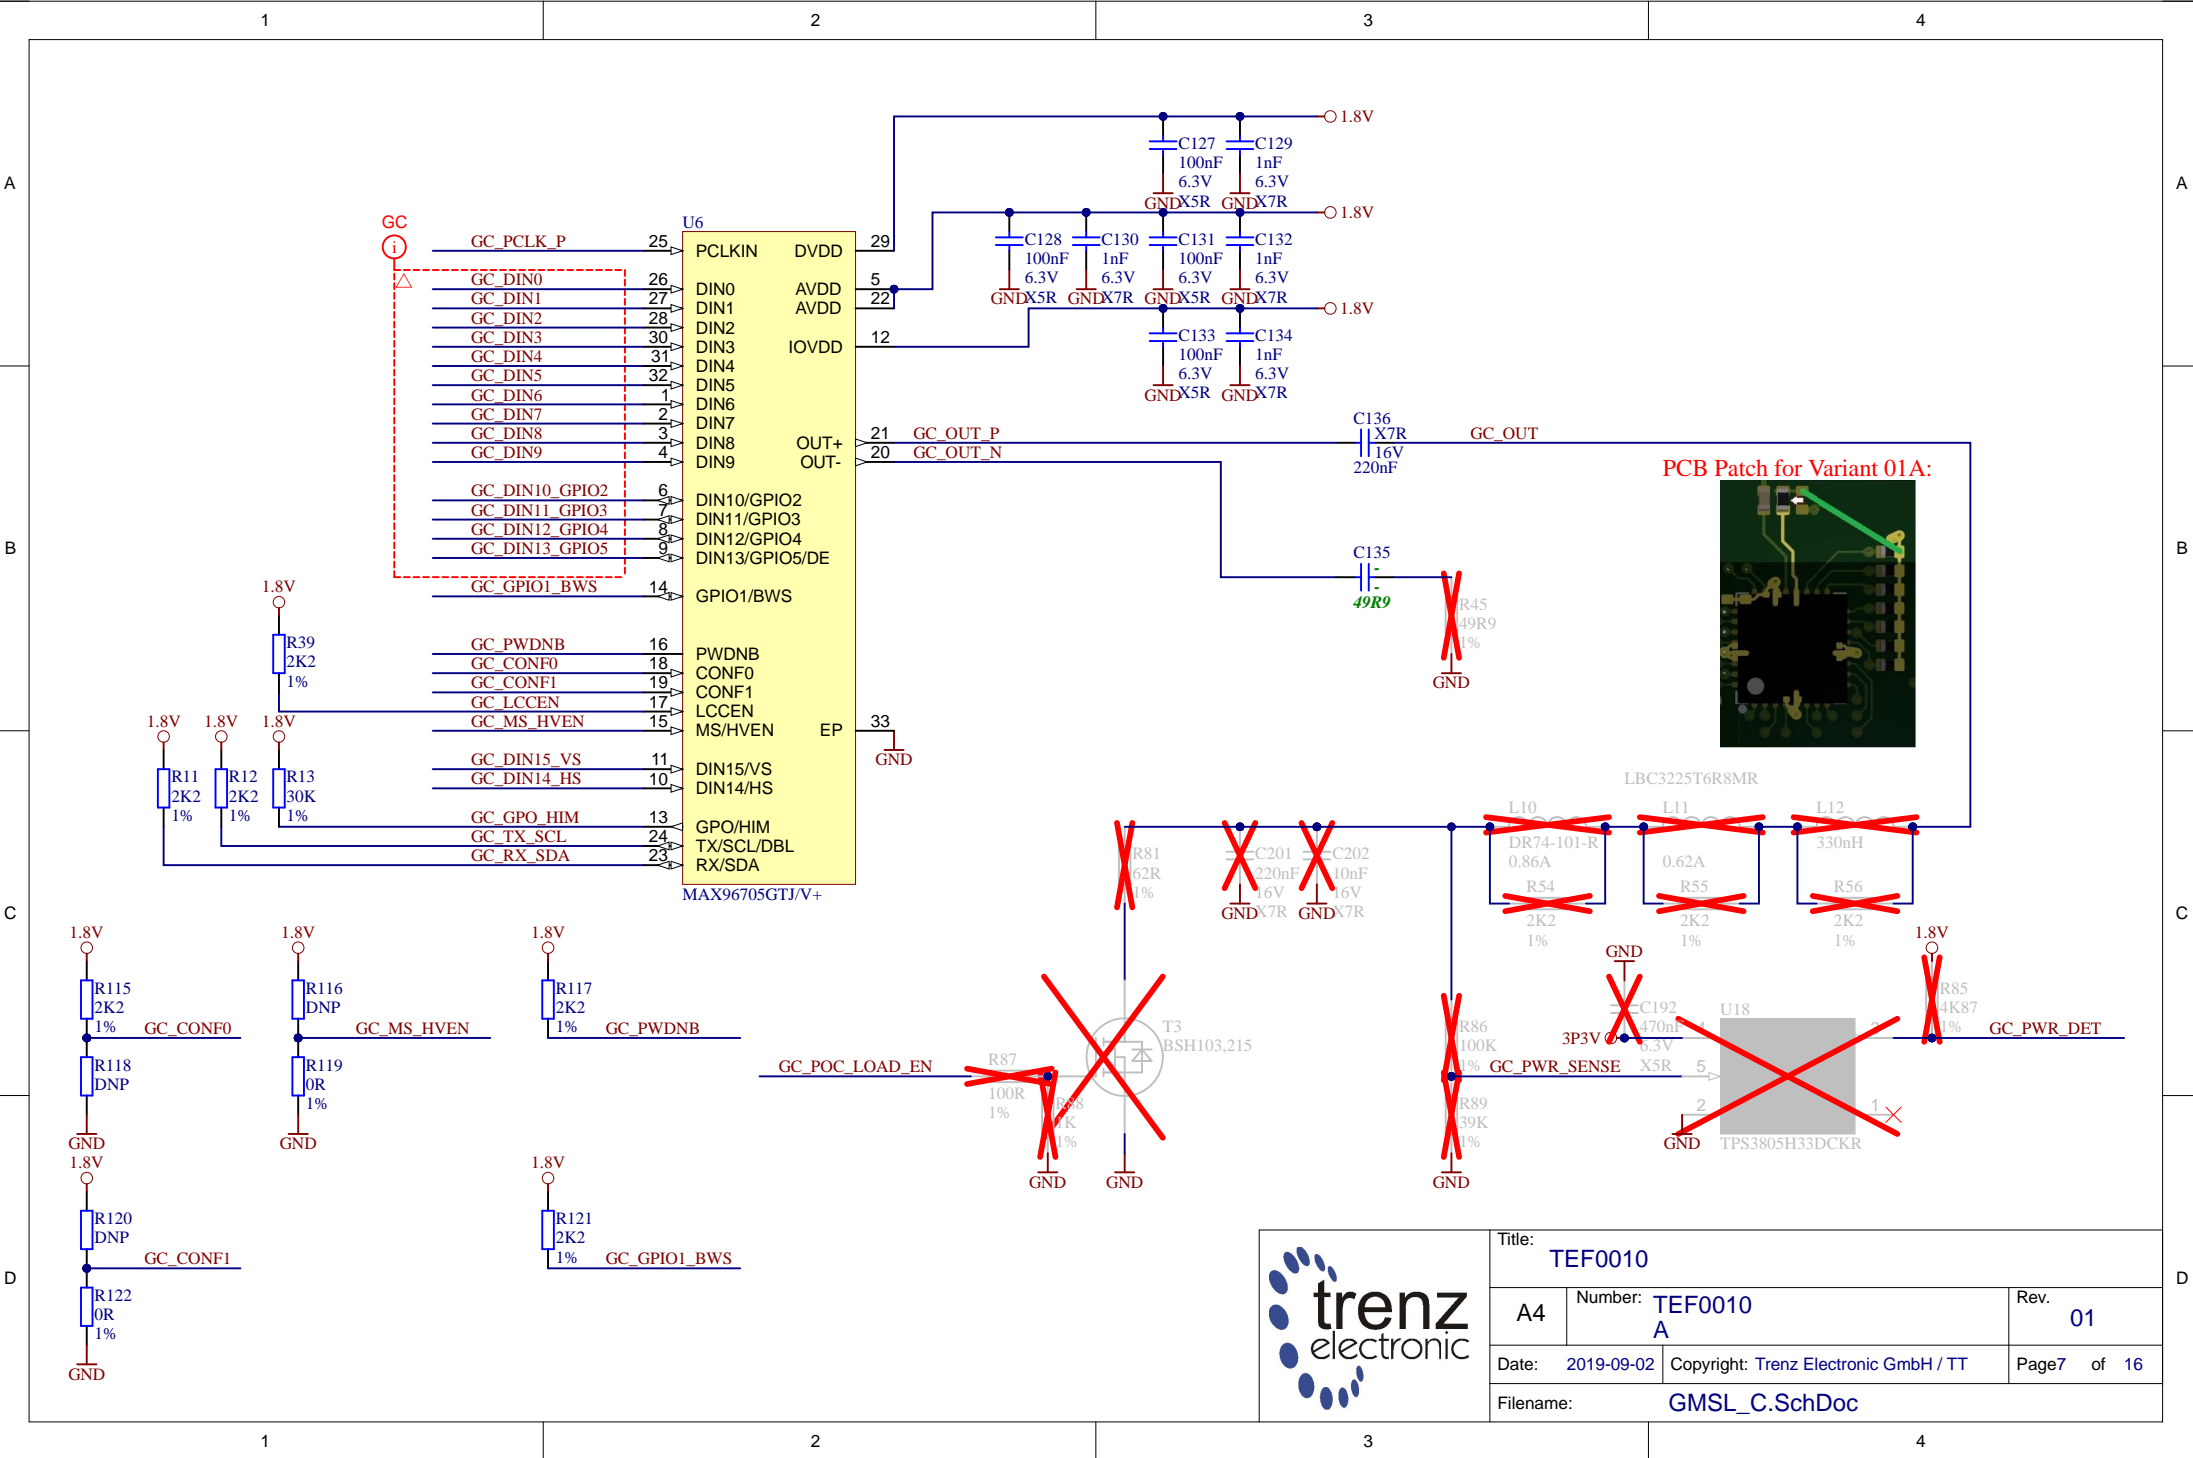 1 2 3 4
A A
B B
C C
D D
1 2 3 4
GC
i
U6
GC_PCLK_P 25 PCLKIN
GC_DIN0 26 DIN0
GC_DIN1 27 DIN1
GC_DIN2 28 DIN2
GC_DIN3 30 DIN3
GC_DIN4 31 DIN4
GC_DIN5 32 DIN5
GC_DIN6 1 DIN6
GC_DIN7 2 DIN7
GC_DIN8 3 DIN8
GC_DIN9 4 DIN9
GC_DIN10_GPIO2 6 DIN10/GPIO2
GC_DIN11_GPIO3 7 DIN11/GPIO3
GC_DIN12_GPIO4 8 DIN12/GPIO4
GC_DIN13_GPIO5 9 DIN13/GPIO5/DE
GC_GPIO1_BWS 14 GPIO1/BWS
GC_PWDNB 16 PWDNB
GC_CONF0 18 CONF0
GC_CONF1 19 CONF1
GC_LCCEN 17 LCCEN
GC_MS_HVEN 15 MS/HVEN
GC_DIN15_VS 11 DIN15/VS
GC_DIN14_HS 10 DIN14/HS
GC_GPO_HIM 13 GPO/HIM
GC_TX_SCL 24 TX/SCL/DBL
GC_RX_SDA 23 RX/SDA
MAX96705GTJ/V+
DVDD 29
AVDD 5
AVDD 22
IOVDD 12
OUT+ 21 GC_OUT_P
OUT- 20 GC_OUT_N
EP 33
GND
1.8V
C127
100nF
6.3V
X5R
GND
C129
1nF
6.3V
X7R
GND
1.8V
C128
100nF
6.3V
X5R
GND
C130
1nF
6.3V
X7R
GND
C131
100nF
6.3V
X5R
GND
C132
1nF
6.3V
X7R
GND
1.8V
C133
100nF
6.3V
X5R
GND
C134
1nF
6.3V
X7R
GND
C136
X7R
16V
220nF
GC_OUT
C135
-
-
49R9
R45
49R9
1%
GND
PCB Patch for Variant 01A:
1.8V
R39
2K2
1%
1.8V 1.8V 1.8V
R11
2K2
1%
R12
2K2
1%
R13
30K
1%
1.8V
R115
2K2
1%
GC_CONF0
R118
DNP
GND
1.8V
R116
DNP
GC_MS_HVEN
R119
0R
1%
GND
1.8V
R117
2K2
1%
GC_PWDNB
1.8V
R120
DNP
GC_CONF1
R122
0R
1%
GND
1.8V
R121
2K2
1%
GC_GPIO1_BWS
LBC3225T6R8MR
L10
DR74-101-R
0.86A
R54
2K2
1%
L11
0.62A
R55
2K2
1%
L12
330nH
R56
2K2
1%
R81
62R
1%
C201
220nF
16V
X7R
GND
C202
10nF
16V
X7R
GND
T3
BSH103,215
GND
GC_POC_LOAD_EN
R87
100R
1%
R88
1K
1%
GND
R86
100K
1%
GC_PWR_SENSE
R89
39K
1%
GND
GND
C192
470nF
6.3V
X5R
3P3V
U18
5
2
1
GND
TPS3805H33DCKR
1.8V
R85
4K87
1%
GC_PWR_DET
trenz
electronic
Title:
TEF0010
A4
Number: TEF0010
A
Rev.
01
Date: 2019-09-02
Copyright: Trenz Electronic GmbH / TT
Page7 of 16
Filename: GMSL_C.SchDoc